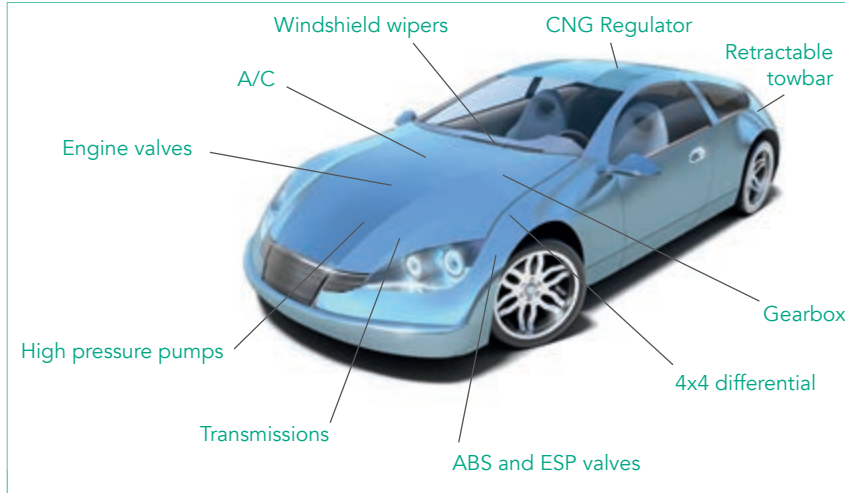 Windshield wipers
CNG Regulator
Retractable
towbar
A/C
Engine valves
Gearbox
High pressure pumps
4x4 differential
Transmissions
ABS and ESP valves